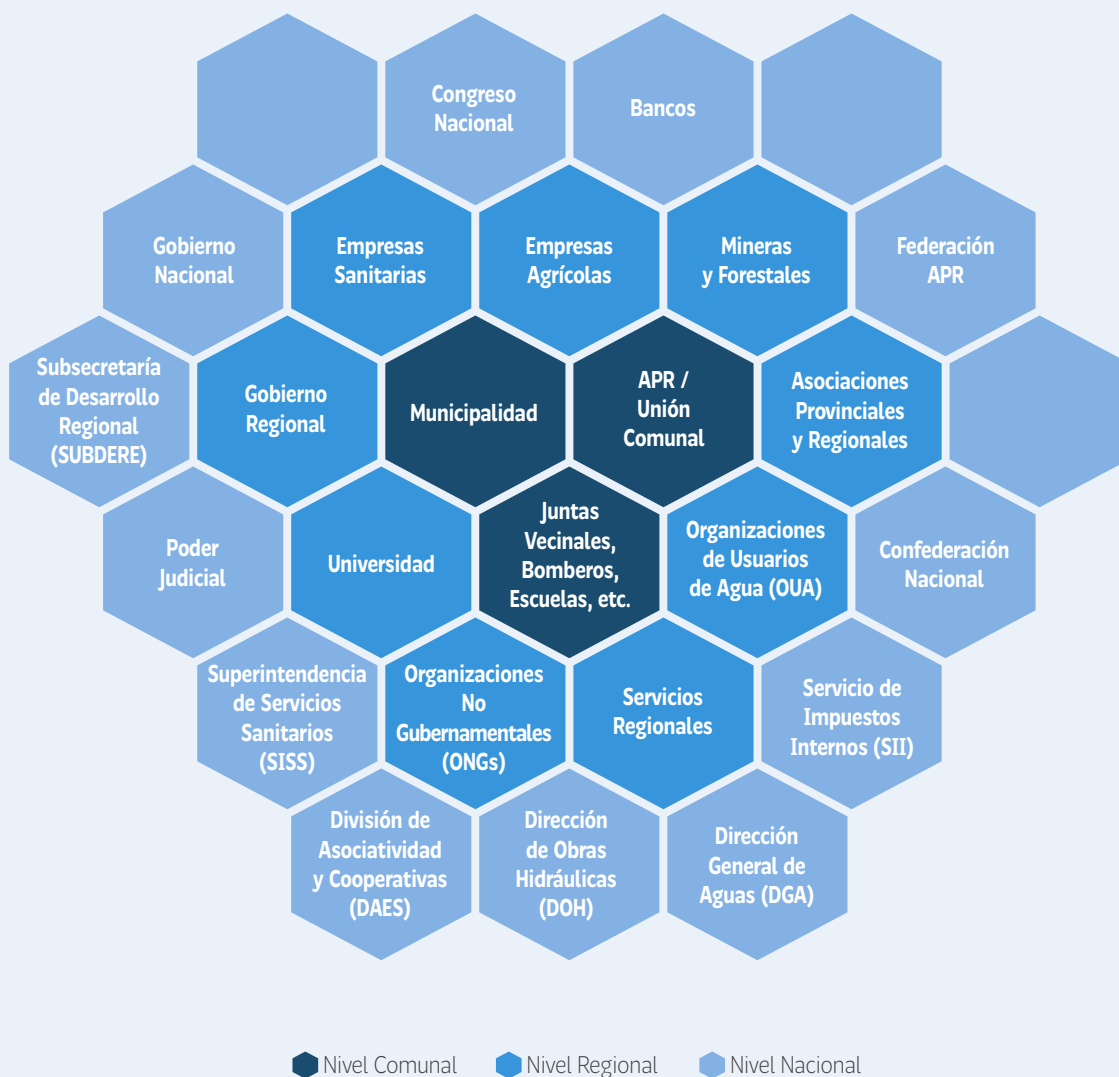 Congreso
Nacional
Bancos
Gobierno
Nacional
Empresas
Sanitarias
Empresas
Agrícolas
Mineras
y Forestales
Federación
APR
Subsecretaría
de Desarrollo
Regional
(SUBDERE)
Gobierno
Regional
Municipalidad
APR /
Unión
Comunal
Asociaciones
Provinciales
y Regionales
Poder
Judicial
Universidad
Juntas
Vecinales,
Bomberos,
Escuelas, etc.
Organizaciones
de Usuarios
de Agua (OUA)
Confederación
Nacional
Superintendencia
de Servicios
Sanitarios
(SISS)
Organizaciones
No
Gubernamentales
(ONGs)
Servicios
Regionales
Servicio de
Impuestos
Internos (SII)
División de
Asociatividad
y Cooperativas
(DAES)
Dirección
de Obras
Hidráulicas
(DOH)
Dirección
General de
Aguas (DGA)
Nivel Comunal
Nivel Regional
Nivel Nacional